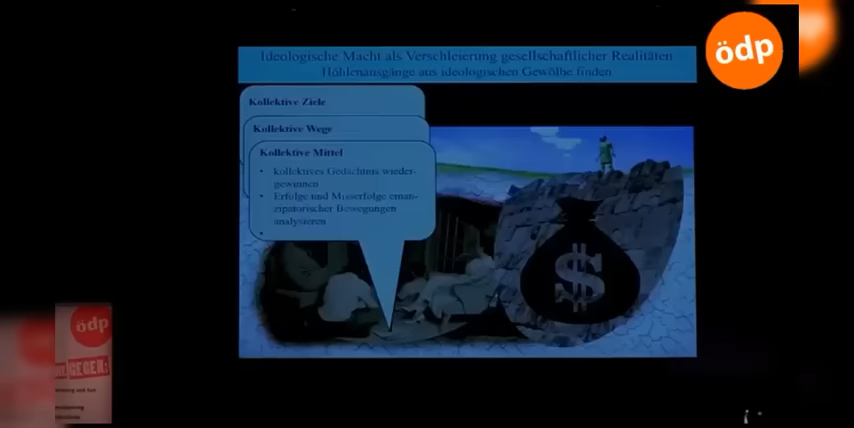 Ideologische Macht als Verschleierung gesellschaftlicher Realitäten
Höhlenausgänge aus ideologischen Gewölbe finden
ödp
Kollektive Ziele
Kollektive Wege
Kollektive Mittel
• kollektives Gedächtnis wieder-
gewinnen
• Erfolge und Misserfolge eman-
zipatorischer Bewegungen
analysieren
•
$
ödp
GEGEN: